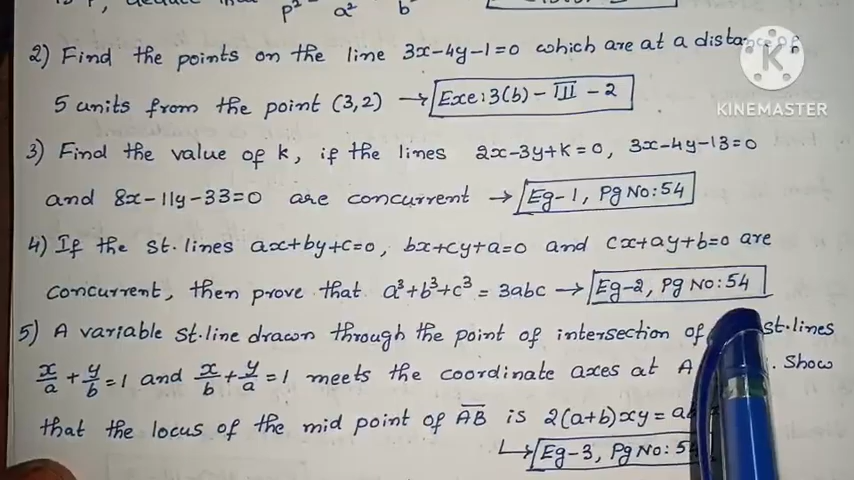 P² a² b
2) Find the points on the line 3x-4y-1=0 which are at a distance of
5 units from the point (3,2) → Exe:3(b) - III - 2
K
KINEMASTER
3) Find the value of k, if the lines 2x-3y+k=0, 3x-4y-13=0
and 8x-11y-33=0 are concurrent → Eg-1, Pg No:54
4) If the st. lines ax+by+c=0, bx+cy+a=0 and cx+ay+b=0 are
concurrent, then prove that a³+b³+c³ = 3abc → Eg-2, Pg No:54
5) A variable st.line drawn through the point of intersection of st.lines
x/a + y/b = 1 and x/b + y/a = 1 meets the coordinate axes at A . Show
that the locus of the mid point of AB is 2(a+b)xy = ab
↳ Eg-3, Pg No: 5